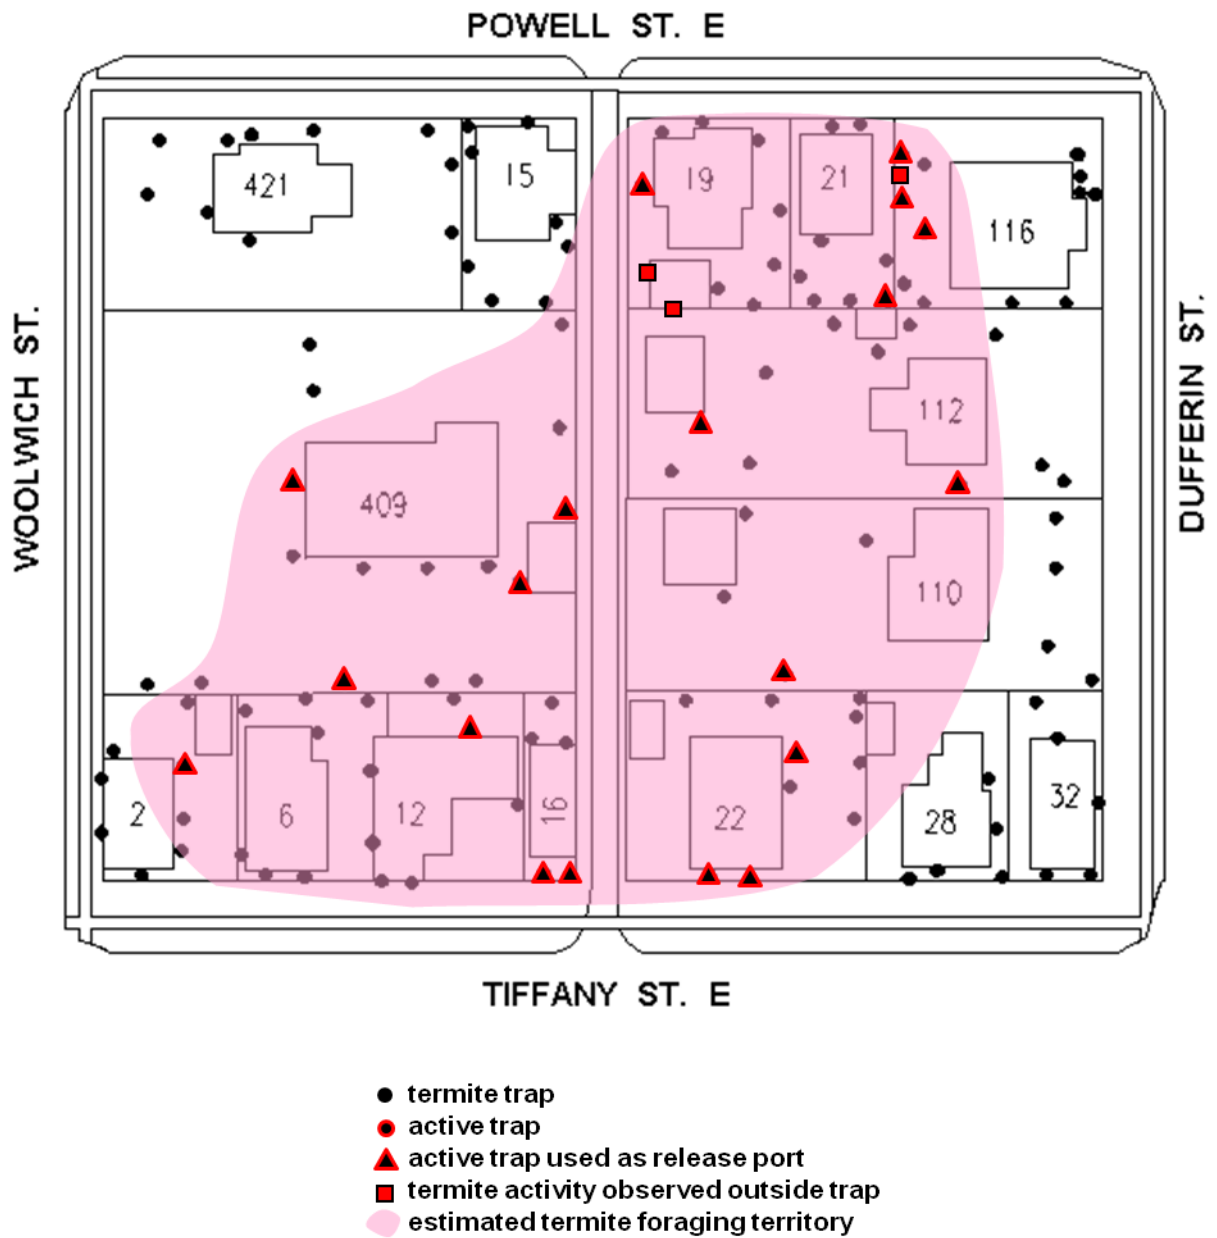 POWELL ST. E
421
15
19
21
116
WOOLWICH ST.
DUFFERIN ST.
112
409
110
2
6
12
16
22
28
32
TIFFANY ST. E
termite trap
active trap
active trap used as release port
termite activity observed outside trap
estimated termite foraging territory